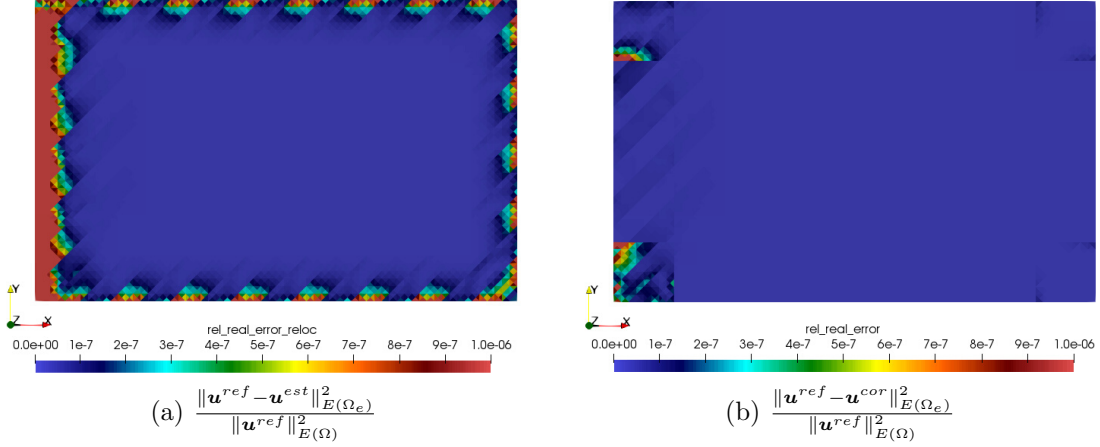 Y
Z X
rel_real_error_reloc
0.0e+00 1e-7 2e-7 3e-7 4e-7 5e-7 6e-7 7e-7 8e-7 9e-7 1.0e-06
(a) \frac{\|\boldsymbol{u}^{ref}-\boldsymbol{u}^{est}\|^2_{E(\Omega_e)}}{\|\boldsymbol{u}^{ref}\|^2_{E(\Omega)}}
Y
Z X
rel_real_error
0.0e+00 1e-7 2e-7 3e-7 4e-7 5e-7 6e-7 7e-7 8e-7 9e-7 1.0e-06
(b) \frac{\|\boldsymbol{u}^{ref}-\boldsymbol{u}^{cor}\|^2_{E(\Omega_e)}}{\|\boldsymbol{u}^{ref}\|^2_{E(\Omega)}}